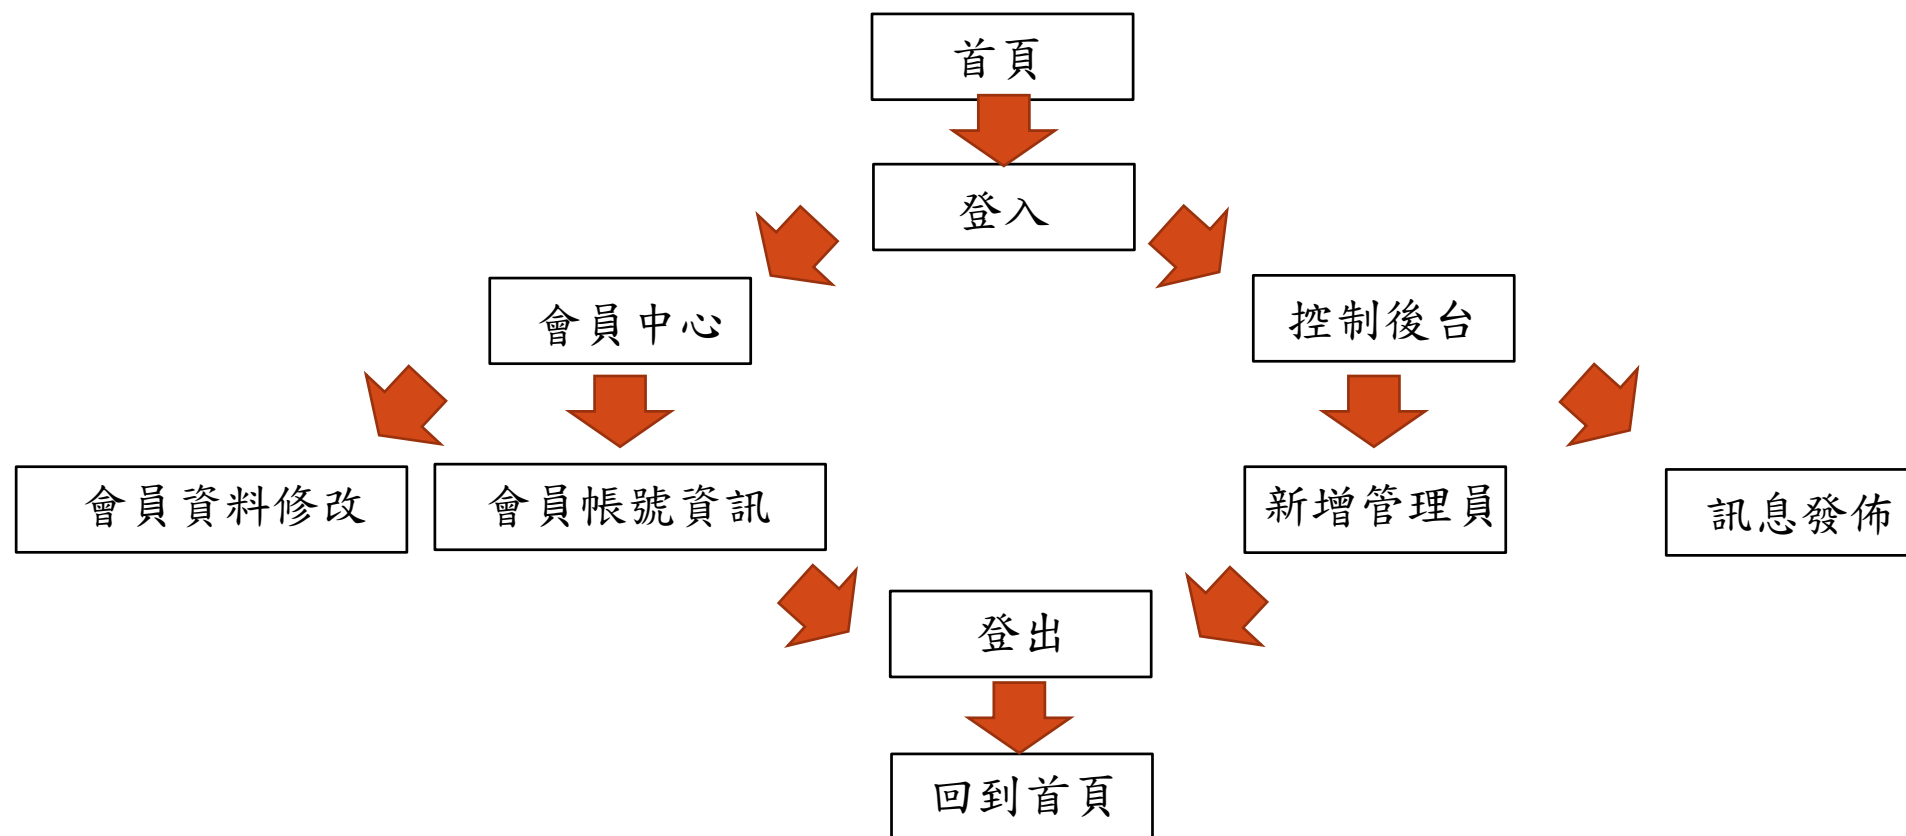 首頁
登入
會員中心
控制後台
會員資料修改
會員帳號資訊
新增管理員
訊息發佈
登出
回到首頁